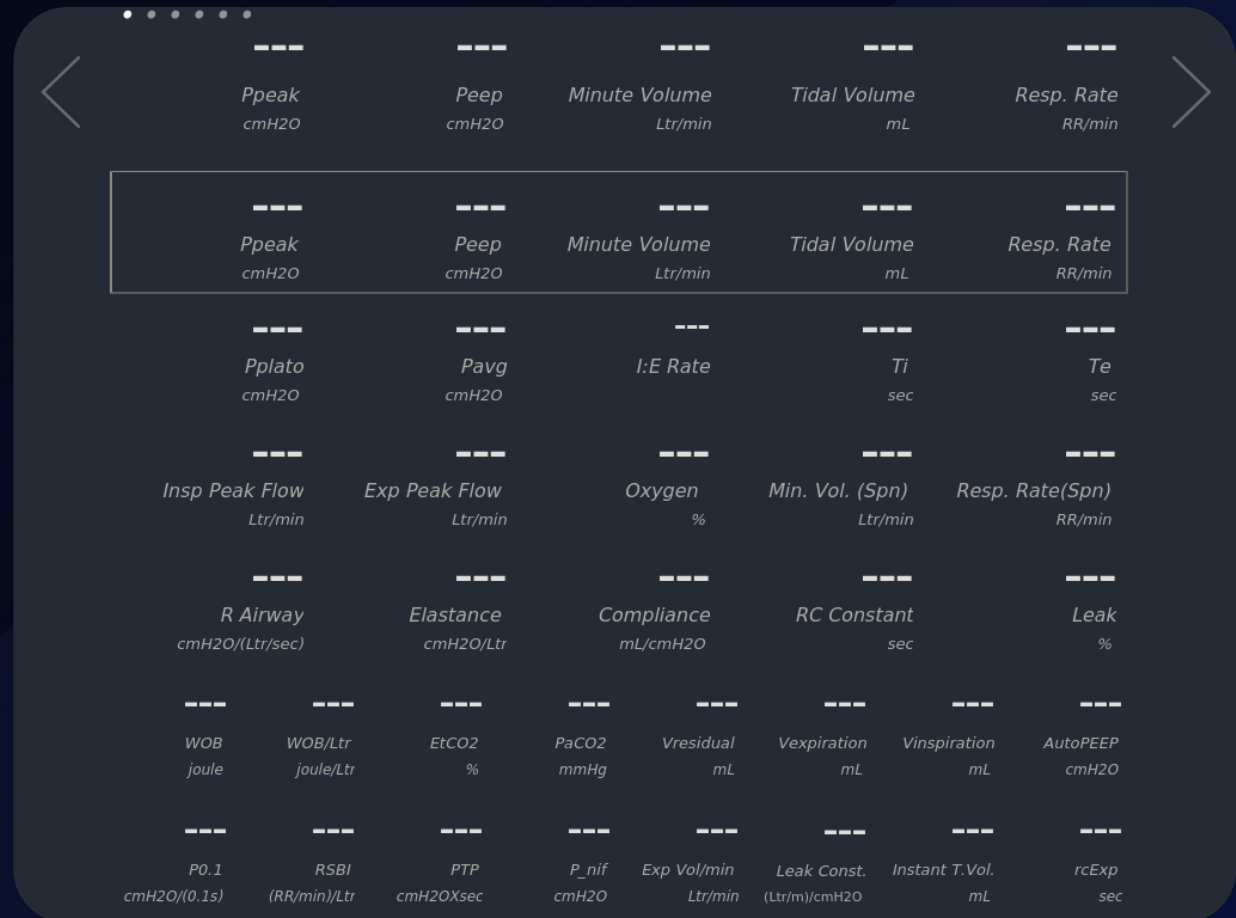 --- --- --- --- ---
Ppeak Peep Minute Volume Tidal Volume Resp. Rate
cmH2O cmH2O Ltr/min mL RR/min
--- --- --- --- ---
Ppeak Peep Minute Volume Tidal Volume Resp. Rate
cmH2O cmH2O Ltr/min mL RR/min
--- --- --- --- ---
Pplato Pavg I:E Rate Ti Te
cmH2O cmH2O sec sec
--- --- --- --- ---
Insp Peak Flow Exp Peak Flow Oxygen Min. Vol. (Spn) Resp. Rate(Spn)
Ltr/min Ltr/min % Ltr/min RR/min
--- --- --- --- ---
R Airway Elastance Compliance RC Constant Leak
cmH2O/(Ltr/sec) cmH2O/Ltr mL/cmH2O sec %
--- --- --- --- --- --- --- ---
WOB WOB/Ltr EtCO2 PaCO2 Vresidual Vexpiration Vinspiration AutoPEEP
joule joule/Ltr % mmHg mL mL mL cmH2O
--- --- --- --- --- --- --- ---
P0.1 RSBI PTP P_nif Exp Vol/min Leak Const. Instant T.Vol. rcExp
cmH2O/(0.1s) (RR/min)/Ltr cmH2OXsec cmH2O Ltr/min (Ltr/m)/cmH2O mL sec